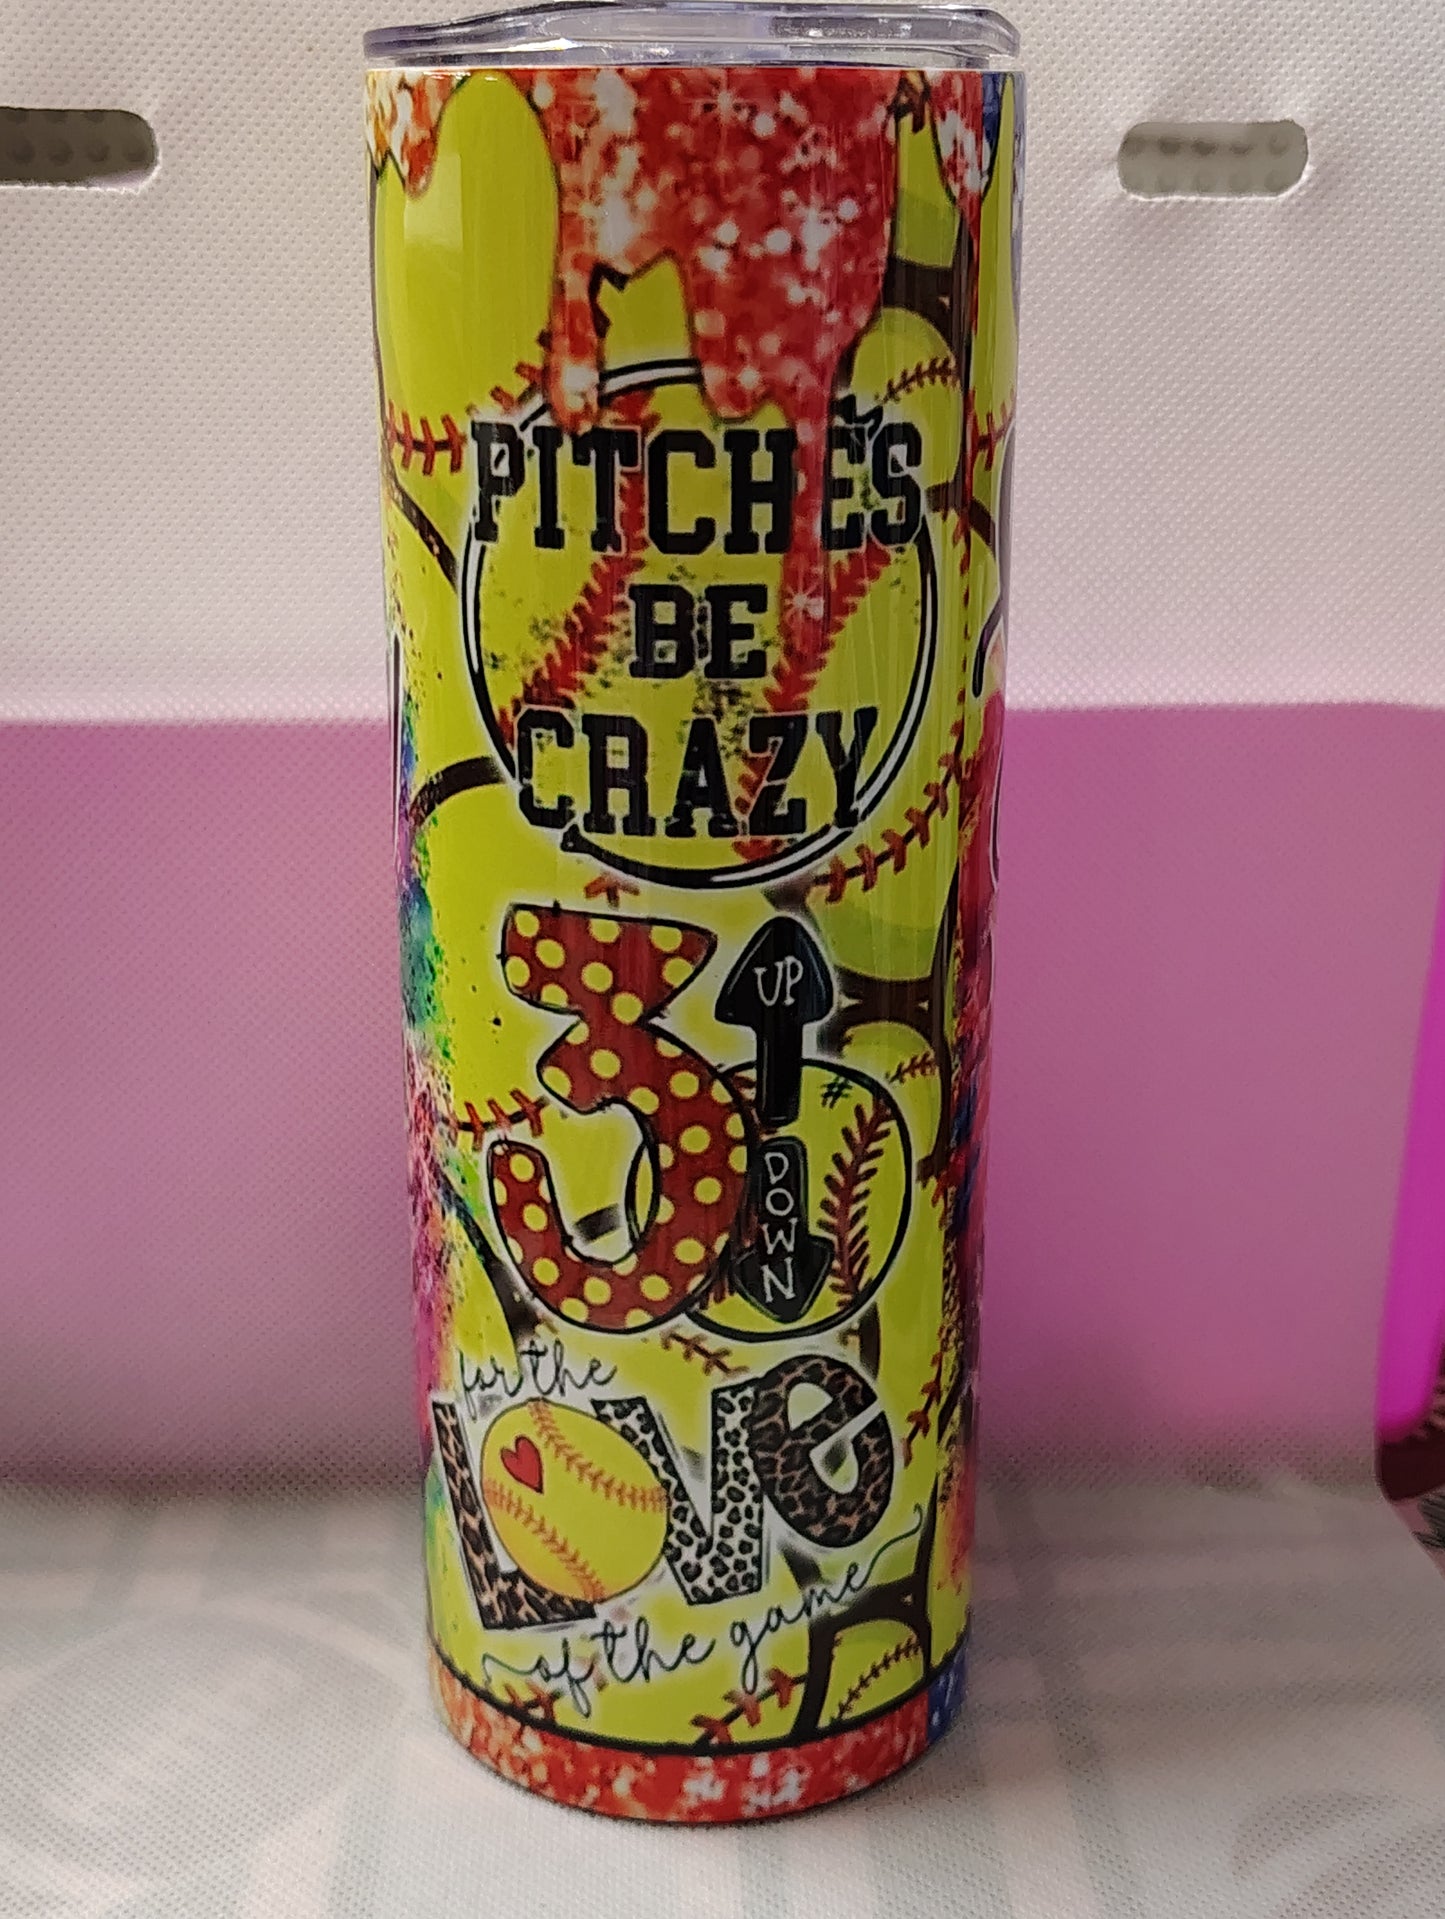 PITCHES
BE
CRAZY
3 UP
#
DOWN
for the
LOVe
of the game